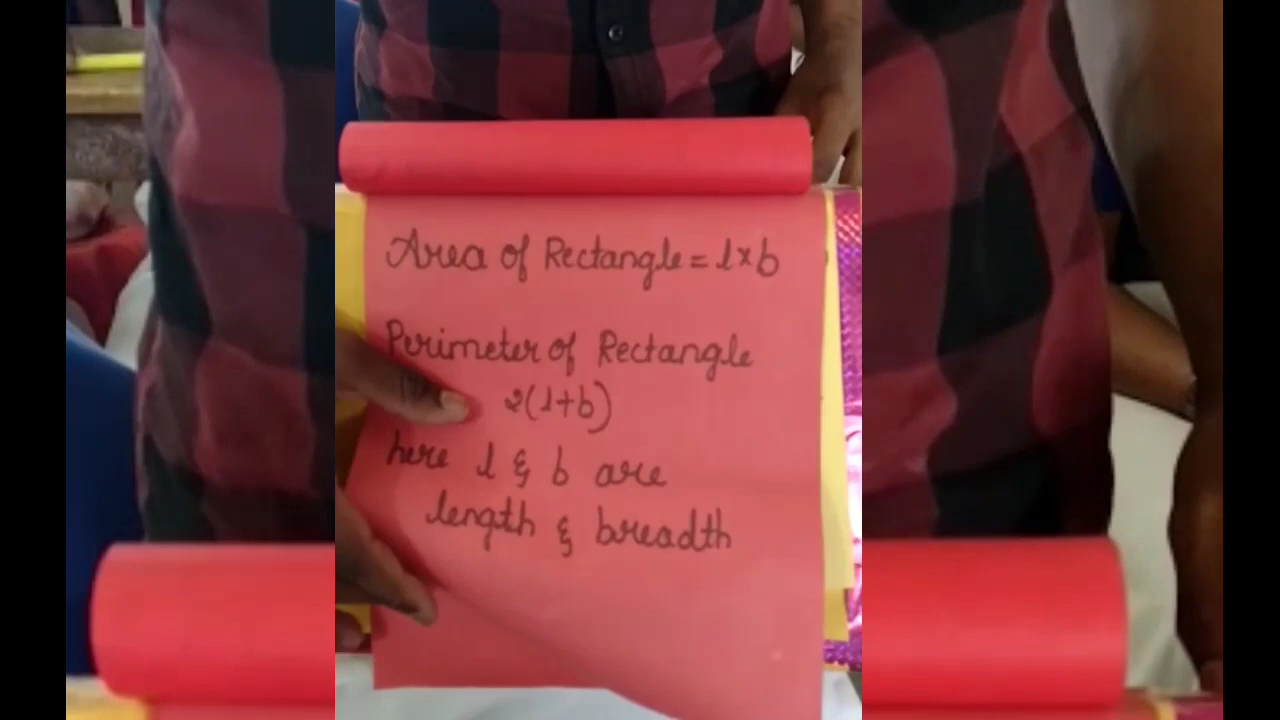 Area of Rectangle = l×b
Perimeter of Rectangle
2(l+b)
here l & b are
length & breadth